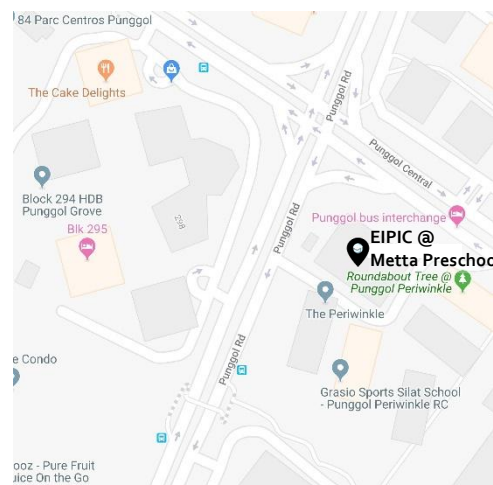 84 Parc Centros Punggol
The Cake Delights
Punggol Rd
Punggol Central
Block 294 HDB
Punggol Grove
Blk 295
298
Punggol Rd
Punggol bus interchange
EIPIC @
Metta Preschoo
Roundabout Tree @
Punggol Periwinkle
The Periwinkle
Punggol Rd
e Condo
Grasio Sports Silat School
- Punggol Periwinkle RC
ooz - Pure Fruit
uice On the Go